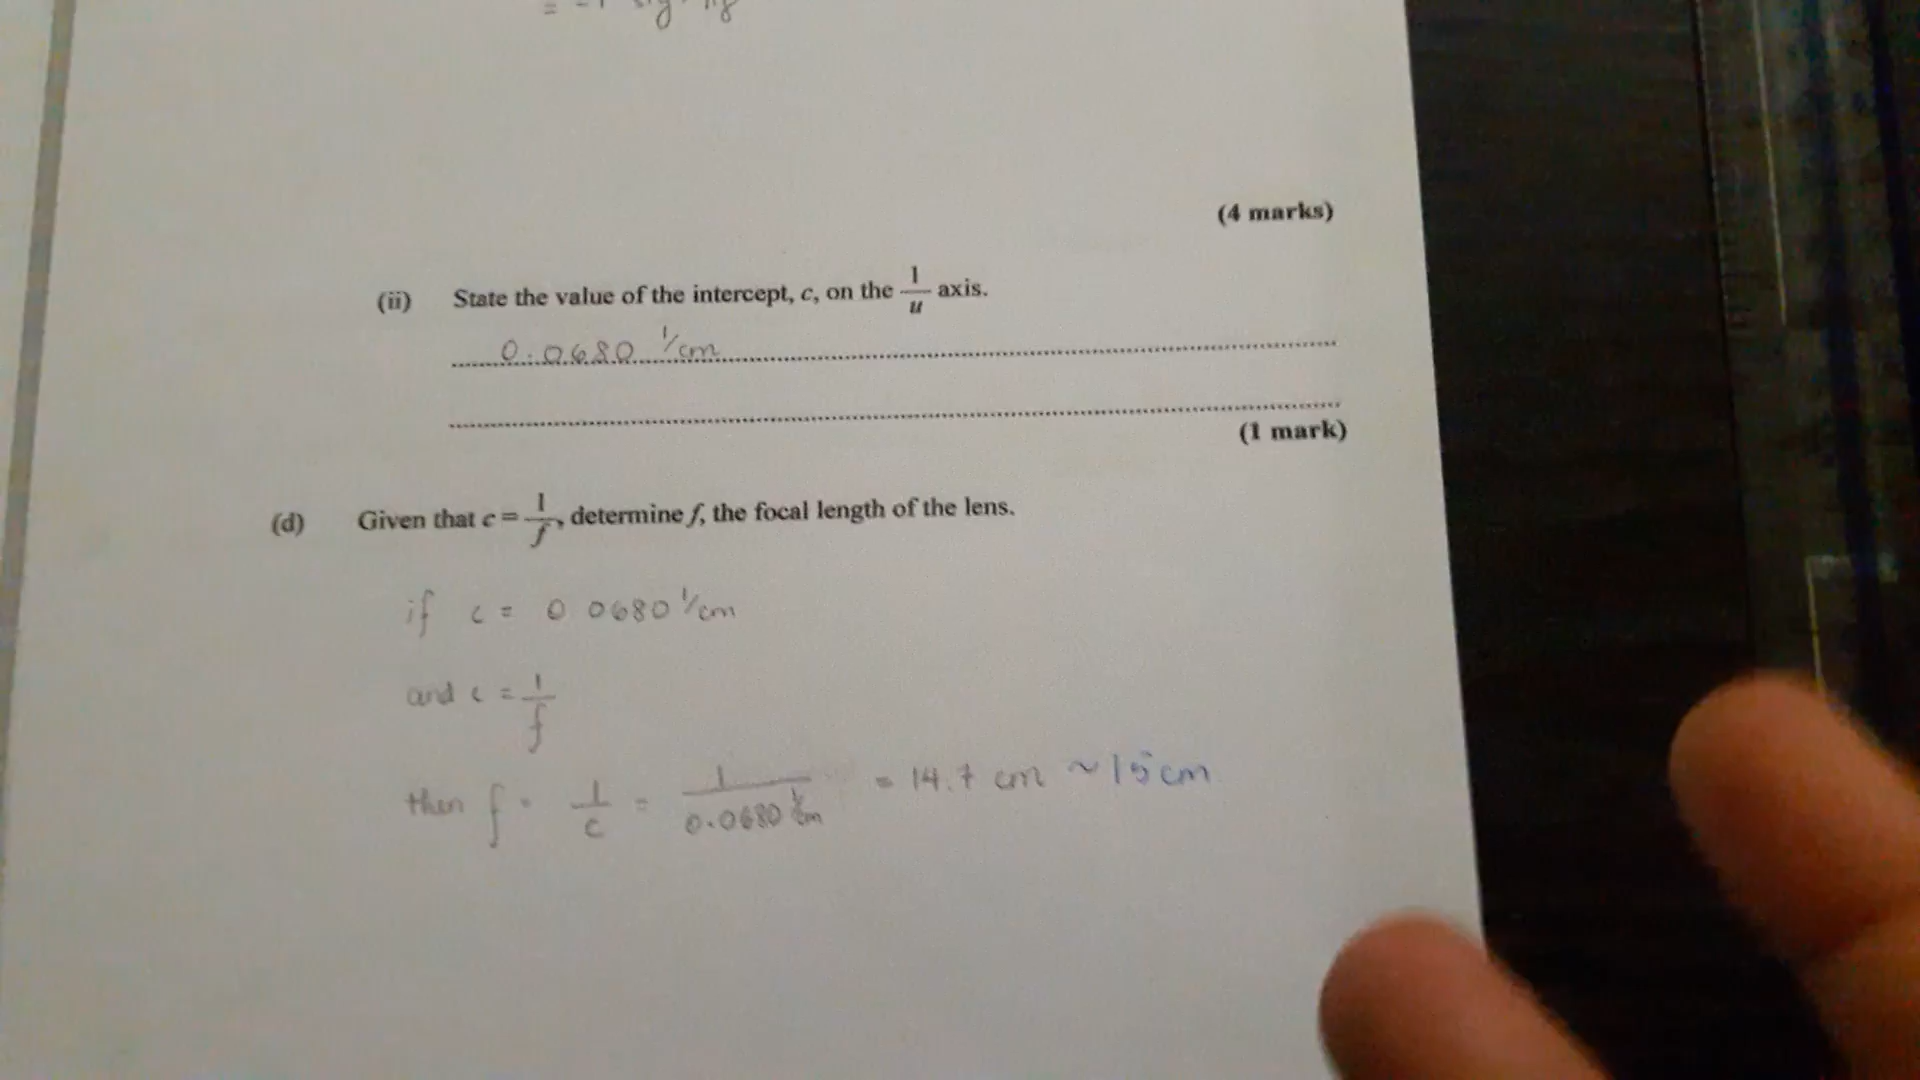 (4 marks)
(ii) State the value of the intercept, c, on the 1/u axis.
0.0680 1/cm
(1 mark)
(d) Given that c = 1/f, determine f, the focal length of the lens.
if c = 0 0680 1/cm
and c = 1/f
then f = 1/c = 1/0.0680 1/cm = 14.7 cm ~ 15 cm